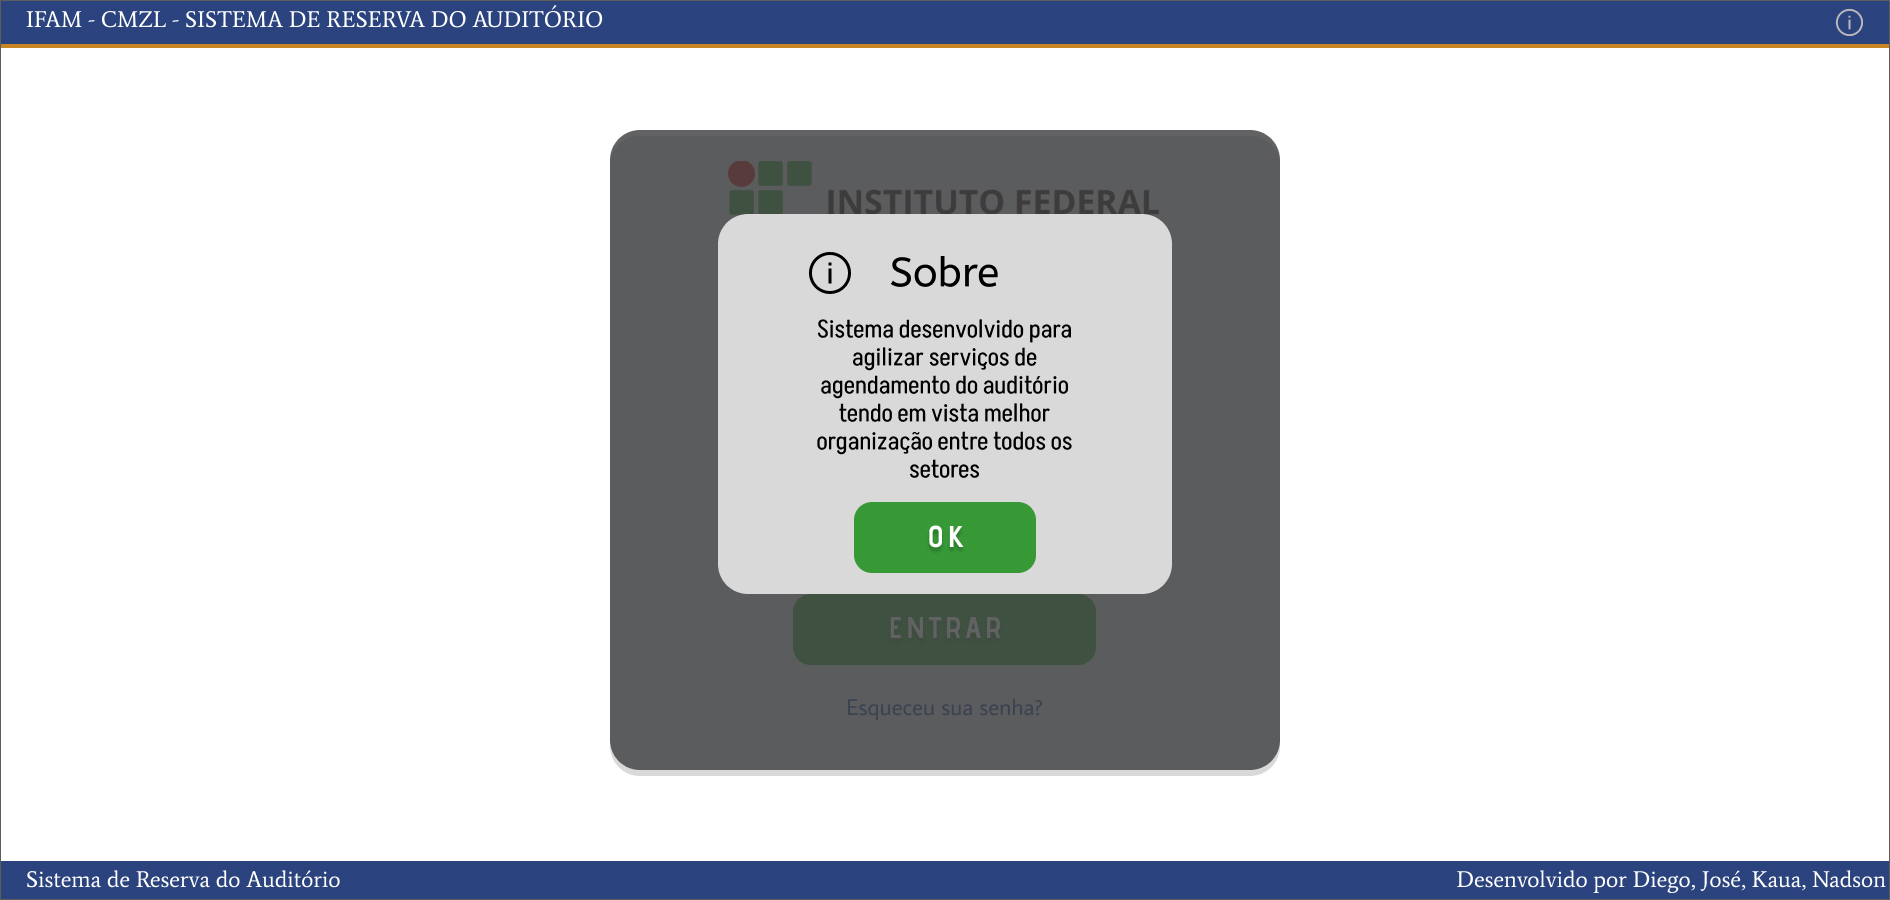 IFAM - CMZL - SISTEMA DE RESERVA DO AUDITÓRIO
INSTITUTO FEDERAL
Sobre
Sistema desenvolvido para
agilizar serviços de
agendamento do auditório
tendo em vista melhor
organização entre todos os
setores
OK
ENTRAR
Esqueceu sua senha?
Sistema de Reserva do Auditório
Desenvolvido por Diego, José, Kaua, Nadson